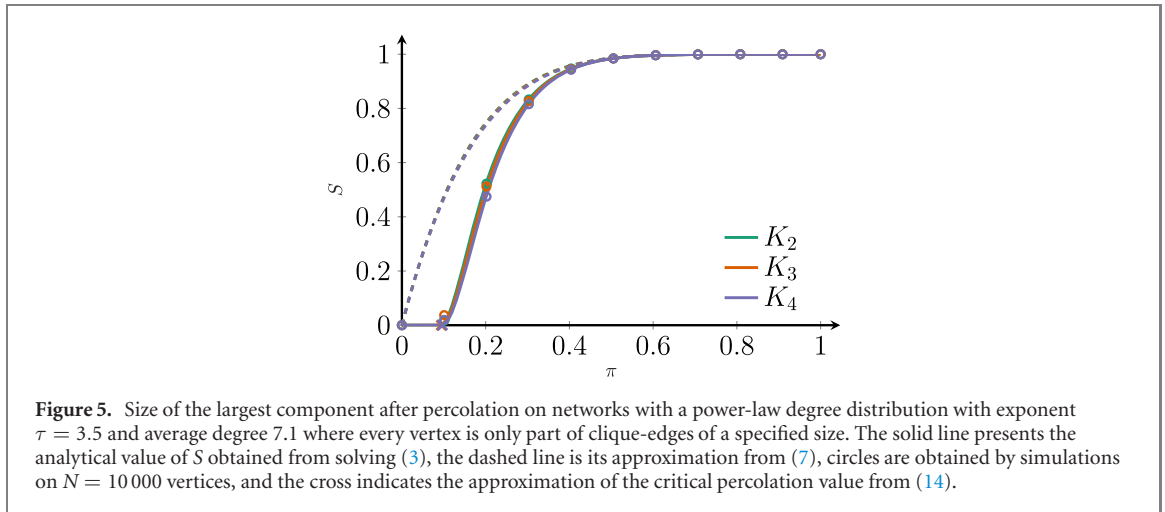 1
0.8
0.6
0.4
0.2
0
S
K₂
K₃
K₄
0 0.2 0.4 0.6 0.8 1
π
Figure 5. Size of the largest component after percolation on networks with a power-law degree distribution with exponent
τ = 3.5 and average degree 7.1 where every vertex is only part of clique-edges of a specified size. The solid line presents the
analytical value of S obtained from solving (3), the dashed line is its approximation from (7), circles are obtained by simulations
on N = 10 000 vertices, and the cross indicates the approximation of the critical percolation value from (14).